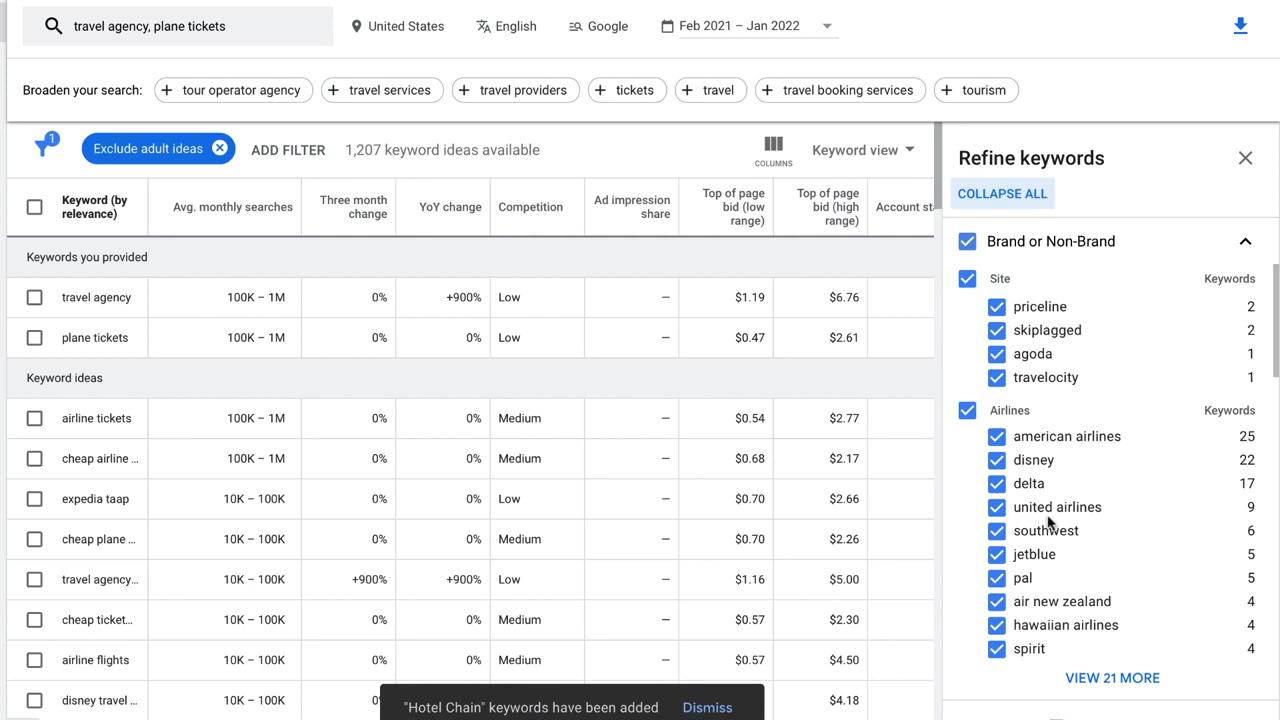 travel agency, plane tickets
United States
English
Google
Feb 2021 – Jan 2022
Broaden your search:
tour operator agency
travel services
travel providers
tickets
travel
travel booking services
tourism
1
Exclude adult ideas
ADD FILTER
1,207 keyword ideas available
COLUMNS
Keyword view
Keyword (by relevance)
Avg. monthly searches
Three month change
YoY change
Competition
Ad impression share
Top of page bid (low range)
Top of page bid (high range)
Account st
Keywords you provided
travel agency 100K – 1M 0% +900% Low – $1.19 $6.76
plane tickets 100K – 1M 0% 0% Low – $0.47 $2.61
Keyword ideas
airline tickets 100K – 1M 0% 0% Medium – $0.54 $2.77
cheap airline ... 100K – 1M 0% 0% Medium – $0.68 $2.17
expedia taap 10K – 100K 0% 0% Low – $0.70 $2.66
cheap plane ... 10K – 100K 0% 0% Medium – $0.70 $2.26
travel agency... 10K – 100K +900% +900% Low – $1.16 $5.00
cheap ticket... 10K – 100K 0% 0% Medium – $0.57 $2.30
airline flights 10K – 100K 0% 0% Medium – $0.57 $4.50
disney travel ... 10K – 100K 0 $4.18
"Hotel Chain" keywords have been added Dismiss
Refine keywords
COLLAPSE ALL
Brand or Non-Brand
Site Keywords
priceline 2
skiplagged 2
agoda 1
travelocity 1
Airlines Keywords
american airlines 25
disney 22
delta 17
united airlines 9
southwest 6
jetblue 5
pal 5
air new zealand 4
hawaiian airlines 4
spirit 4
VIEW 21 MORE